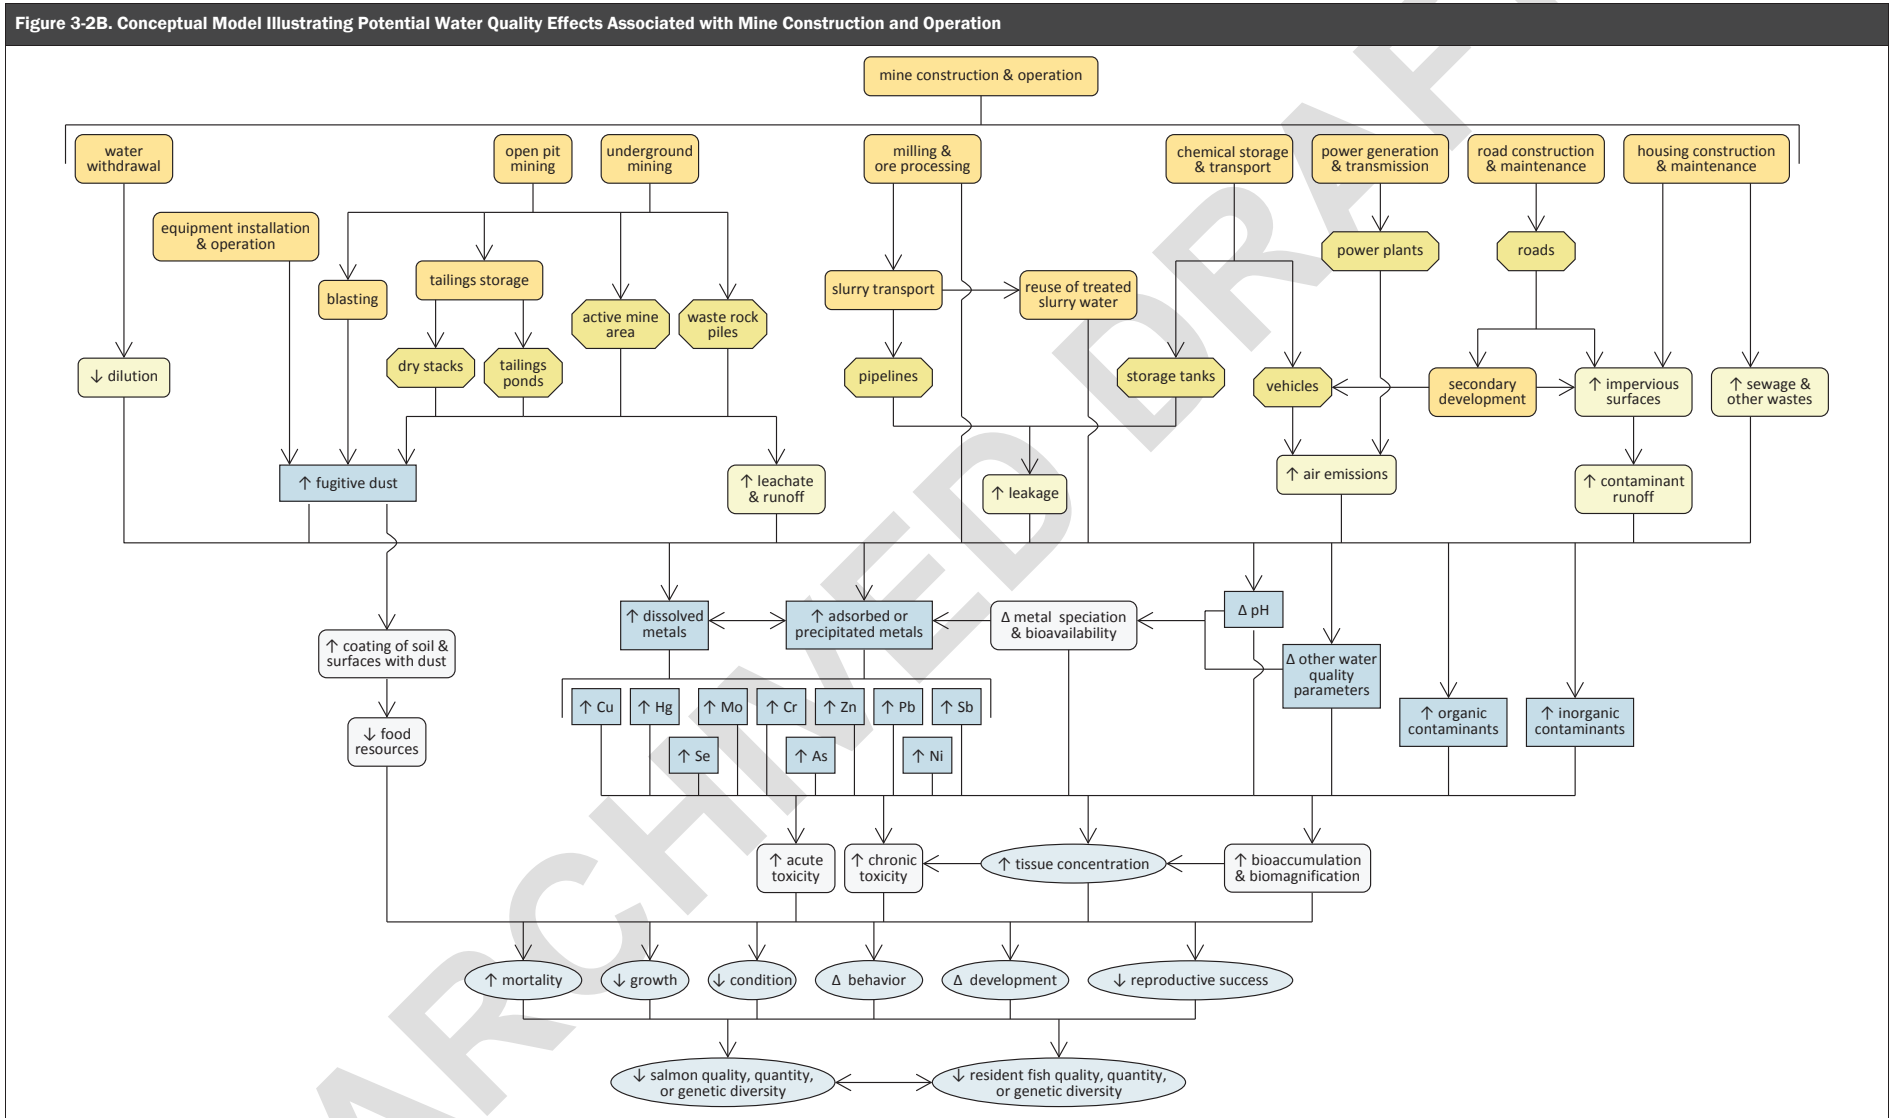 Figure 3-2B. Conceptual Model Illustrating Potential Water Quality Effects Associated with Mine Construction and Operation
mine construction & operation
water
withdrawal
open pit
mining
underground
mining
milling &
ore processing
chemical storage
& transport
power generation
& transmission
road construction
& maintenance
housing construction
& maintenance
equipment installation
& operation
power plants
roads
blasting
tailings storage
slurry transport
reuse of treated
slurry water
active mine
area
waste rock
piles
↓ dilution
dry stacks
tailings
ponds
pipelines
storage tanks
vehicles
secondary
development
↑ impervious
surfaces
↑ sewage &
other wastes
↑ fugitive dust
↑ leachate
& runoff
↑ leakage
↑ air emissions
↑ contaminant
runoff
↑ dissolved
metals
↑ adsorbed or
precipitated metals
Δ metal speciation
& bioavailability
Δ pH
↑ coating of soil &
surfaces with dust
Δ other water
quality
parameters
↑ Cu
↑ Hg
↑ Mo
↑ Cr
↑ Zn
↑ Pb
↑ Sb
↑ organic
contaminants
↑ inorganic
contaminants
↓ food
resources
↑ Se
↑ As
↑ Ni
↑ acute
toxicity
↑ chronic
toxicity
↑ tissue concentration
↑ bioaccumulation
& biomagnification
↑ mortality
↓ growth
↓ condition
Δ behavior
Δ development
↓ reproductive success
↓ salmon quality, quantity,
or genetic diversity
↓ resident fish quality, quantity,
or genetic diversity
ARCHIVED DRAF